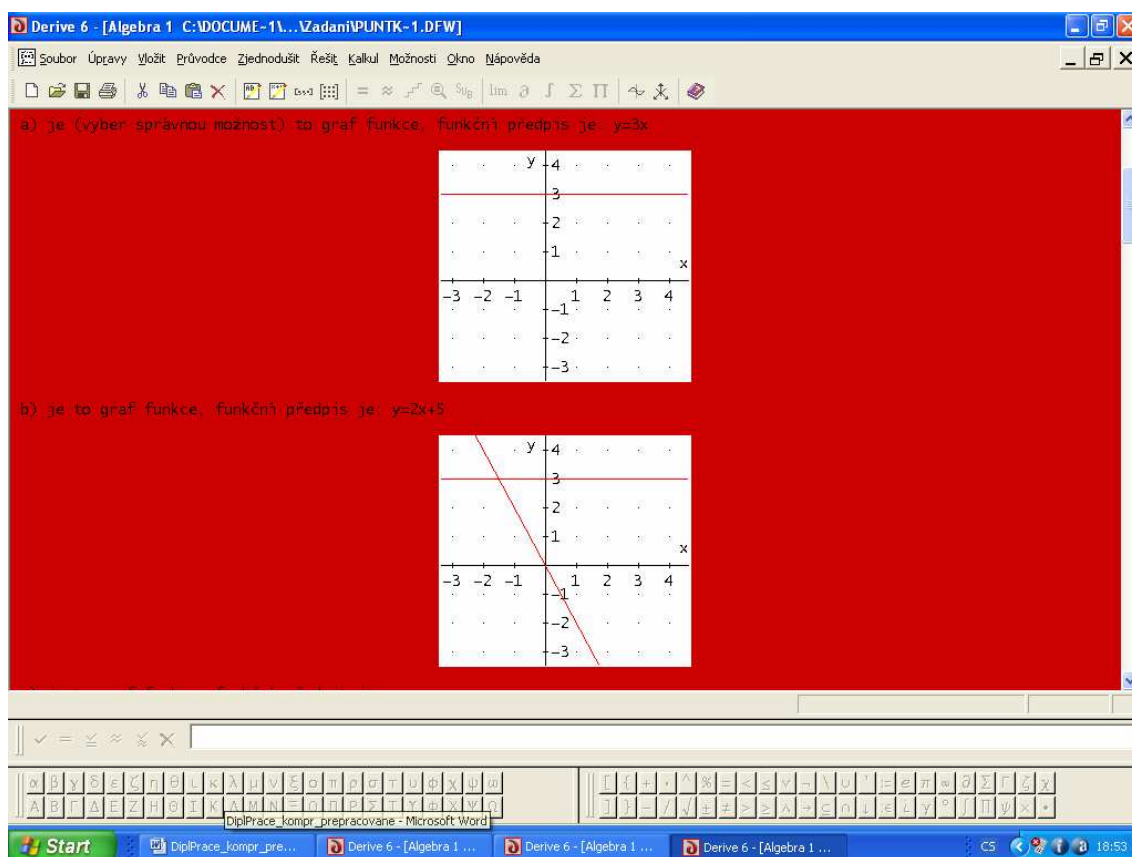 Derive 6 - [Algebra 1 C:\DOCUME~1\...\Zadani\PUNTK~1.DFW]
Soubor Úpravy Vložit Průvodce Zjednodušit Řešit Kalkul Možnosti Okno Nápověda
= ≈ SUB lim ∂ ∫ Σ Π
a) je (vyber správnou možnost) to graf funkce, funkční předpis je: y=3x
y 4
3
2
1
x
-3 -2 -1 1 2 3 4
-1
-2
-3
b) je to graf funkce, funkční předpis je: y=2x+5
y 4
3
2
1
x
-3 -2 -1 1 2 3 4
-1
-2
-3
α β γ δ ε ζ η θ ι κ λ μ ν ξ ο π ρ σ τ υ φ χ ψ ω
Α Β Γ Δ Ε Ζ Η Θ Ι Κ Λ Μ Ν Ξ Ο Π Ρ Σ Τ Υ Φ Χ Ψ Ω
DiplPrace_kompr_prepracovane - Microsoft Word
Start DiplPrace_kompr_pre... Derive 6 - [Algebra 1 ... Derive 6 - [Algebra 1 ... Derive 6 - [Algebra 1 ... CS 18:53